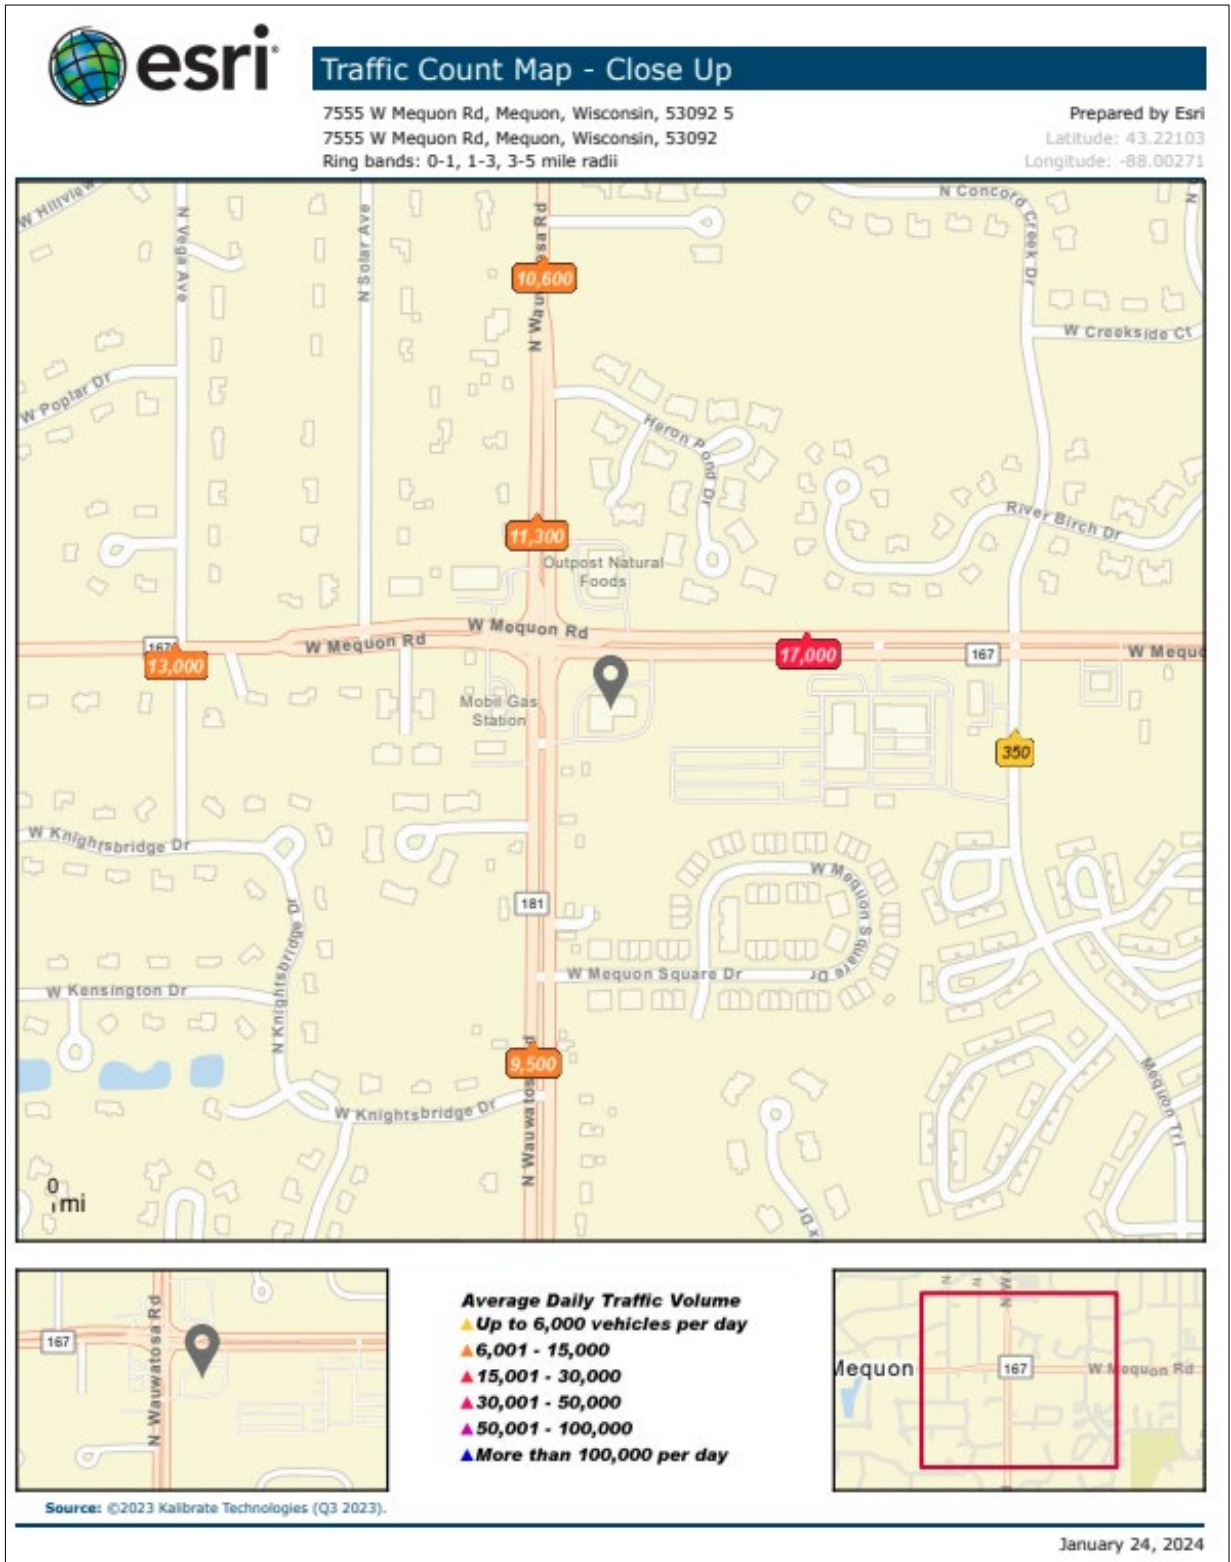 esri
Traffic Count Map - Close Up
7555 W Mequon Rd, Mequon, Wisconsin, 53092 5
Prepared by Esri
7555 W Mequon Rd, Mequon, Wisconsin, 53092
Latitude: 43.22103
Ring bands: 0-1, 1-3, 3-5 mile radii
Longitude: -88.00271
W Hillview
N Vega Ave
N Solar Ave
N Wau
sa Rd
N Concord Creek Dr
N
10,600
W Creekside Ct
W Poplar Dr
Heron Pond Dr
River Birch Dr
11,300
Outpost Natural
Foods
W Mequon Rd
W Mequon Rd
167
13,000
17,000
167
W Mequo
Mobil Gas
Station
350
W Knightsbridge Dr
W Mequon Square Dr
181
N Knightsbridge Dr
W Mequon Square Dr
W Kensington Dr
9,500
N Wauwatos
d
W Knightsbridge Dr
Mequon Trl
x Dr
0
mi
167
N Wauwatosa Rd
Average Daily Traffic Volume
Up to 6,000 vehicles per day
6,001 - 15,000
15,001 - 30,000
30,001 - 50,000
50,001 - 100,000
More than 100,000 per day
N
N
N W
Mequon
167
W Mequon Rd
Source: ©2023 Kalibrate Technologies (Q3 2023).
January 24, 2024